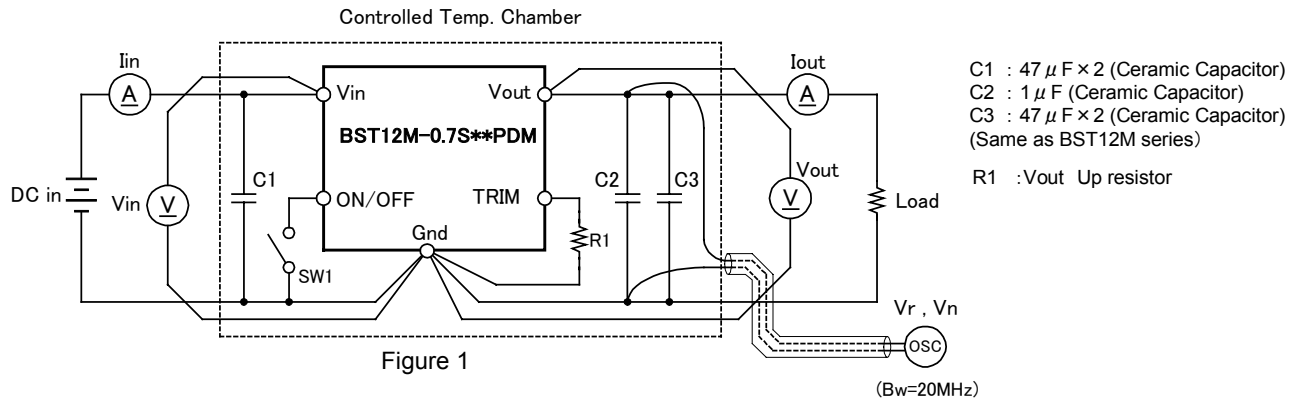 Controlled Temp. Chamber
Iin
A
Vin
Vout
Iout
A
BST12M-0.7S**PDM
C1 : 47 μ F × 2 (Ceramic Capacitor)
C2 : 1 μ F (Ceramic Capacitor)
C3 : 47 μ F × 2 (Ceramic Capacitor)
(Same as BST12M series)
R1 :Vout Up resistor
DC in
Vin
V
C1
ON/OFF
TRIM
C2
C3
Vout
V
Load
SW1
Gnd
R1
Vr , Vn
OSC
(Bw=20MHz)
Figure 1